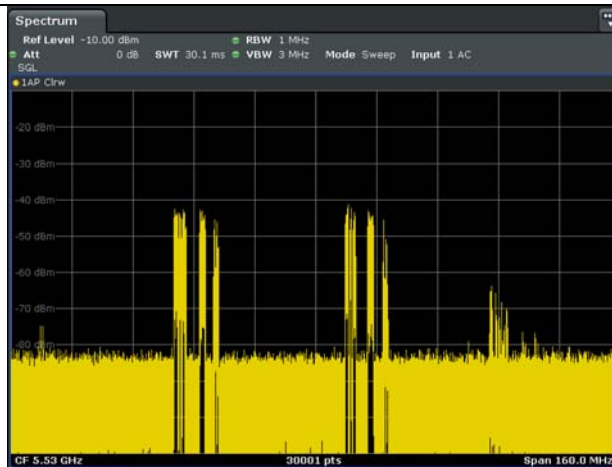 Spectrum
Ref Level -10.00 dBm RBW 1 MHz
Att 0 dB SWT 30.1 ms VBW 3 MHz Mode Sweep Input 1 AC
SGL
1AP Clrw
-20 dBm
-30 dBm
-40 dBm
-50 dBm
-60 dBm
-70 dBm
-80 dBm
CF 5.53 GHz 30001 pts Span 160.0 MHz